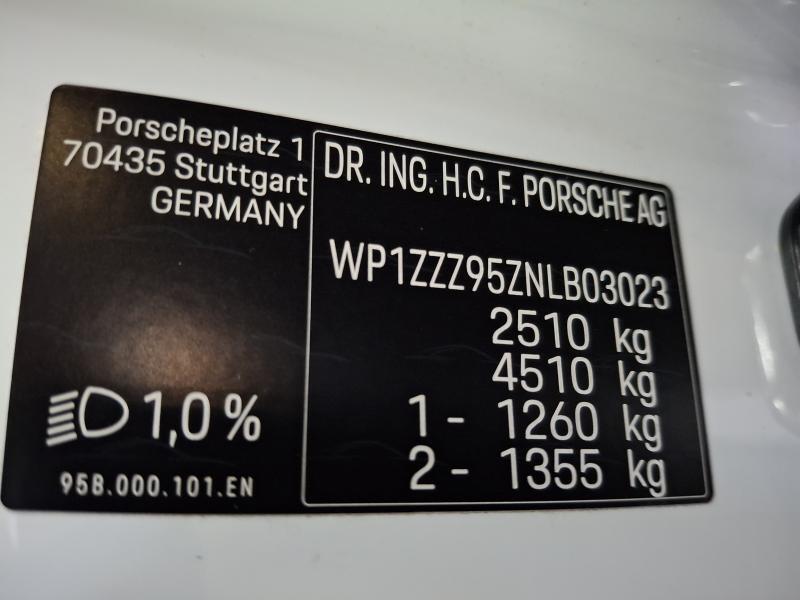 Porscheplatz 1
70435 Stuttgart
GERMANY
1,0 %
95B.000.101.EN
DR. ING. H.C. F. PORSCHE AG
WP1ZZZ95ZNLB03023
2510 kg
4510 kg
1 - 1260 kg
2 - 1355 kg